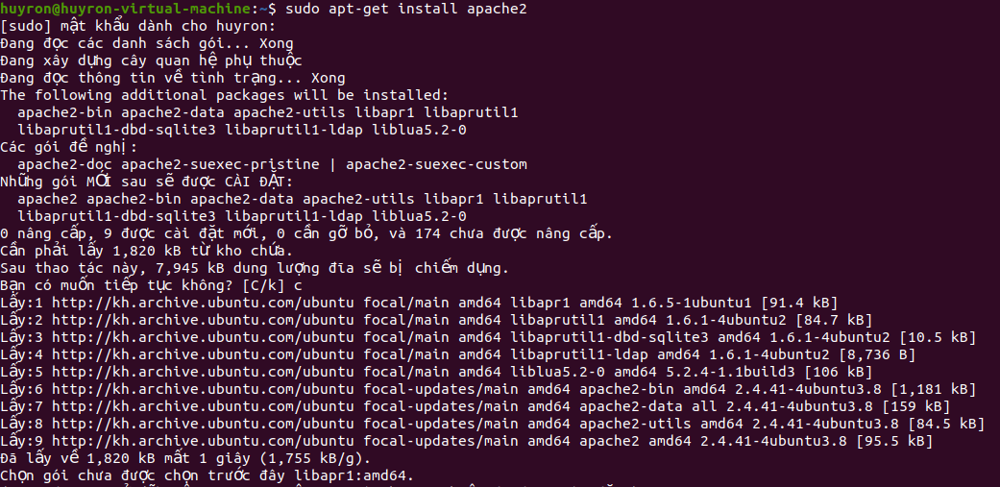 huyron@huyron-virtual-machine:~$ sudo apt-get install apache2
[sudo] mật khẩu dành cho huyron:
Đang đọc các danh sách gói... Xong
Đang xây dựng cây quan hệ phụ thuộc
Đang đọc thông tin về tình trạng... Xong
The following additional packages will be installed:
  apache2-bin apache2-data apache2-utils libapr1 libaprutil1
  libaprutil1-dbd-sqlite3 libaprutil1-ldap liblua5.2-0
Các gói đề nghị:
  apache2-doc apache2-suexec-pristine | apache2-suexec-custom
Những gói MỚI sau sẽ được CÀI ĐẶT:
  apache2 apache2-bin apache2-data apache2-utils libapr1 libaprutil1
  libaprutil1-dbd-sqlite3 libaprutil1-ldap liblua5.2-0
0 nâng cấp, 9 được cài đặt mới, 0 cần gỡ bỏ, và 174 chưa được nâng cấp.
Cần phải lấy 1,820 kB từ kho chứa.
Sau thao tác này, 7,945 kB dung lượng đĩa sẽ bị chiếm dụng.
Bạn có muốn tiếp tục không? [C/k] c
Lấy:1 http://kh.archive.ubuntu.com/ubuntu focal/main amd64 libapr1 amd64 1.6.5-1ubuntu1 [91.4 kB]
Lấy:2 http://kh.archive.ubuntu.com/ubuntu focal/main amd64 libaprutil1 amd64 1.6.1-4ubuntu2 [84.7 kB]
Lấy:3 http://kh.archive.ubuntu.com/ubuntu focal/main amd64 libaprutil1-dbd-sqlite3 amd64 1.6.1-4ubuntu2 [10.5 kB]
Lấy:4 http://kh.archive.ubuntu.com/ubuntu focal/main amd64 libaprutil1-ldap amd64 1.6.1-4ubuntu2 [8,736 B]
Lấy:5 http://kh.archive.ubuntu.com/ubuntu focal/main amd64 liblua5.2-0 amd64 5.2.4-1.1build3 [106 kB]
Lấy:6 http://kh.archive.ubuntu.com/ubuntu focal-updates/main amd64 apache2-bin amd64 2.4.41-4ubuntu3.8 [1,181 kB]
Lấy:7 http://kh.archive.ubuntu.com/ubuntu focal-updates/main amd64 apache2-data all 2.4.41-4ubuntu3.8 [159 kB]
Lấy:8 http://kh.archive.ubuntu.com/ubuntu focal-updates/main amd64 apache2-utils amd64 2.4.41-4ubuntu3.8 [84.5 kB]
Lấy:9 http://kh.archive.ubuntu.com/ubuntu focal-updates/main amd64 apache2 amd64 2.4.41-4ubuntu3.8 [95.5 kB]
Đã lấy về 1,820 kB mất 1 giây (1,755 kB/g).
Chọn gói chưa được chọn trước đây libapr1:amd64.